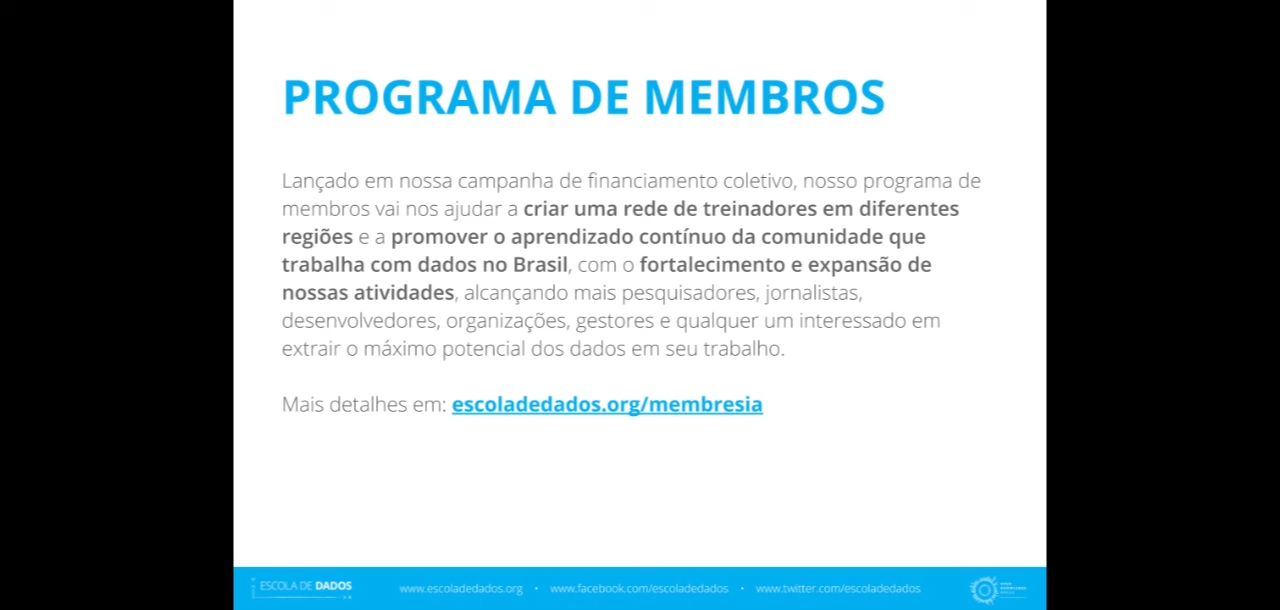 PROGRAMA DE MEMBROS
Lançado em nossa campanha de financiamento coletivo, nosso programa de
membros vai nos ajudar a criar uma rede de treinadores em diferentes
regiões e a promover o aprendizado contínuo da comunidade que
trabalha com dados no Brasil, com o fortalecimento e expansão de
nossas atividades, alcançando mais pesquisadores, jornalistas,
desenvolvedores, organizações, gestores e qualquer um interessado em
extrair o máximo potencial dos dados em seu trabalho.
Mais detalhes em: escoladedados.org/membresia
ESCOLA DE DADOS
www.escoladedados.org • www.facebook.com/escoladedados • www.twitter.com/escoladedados